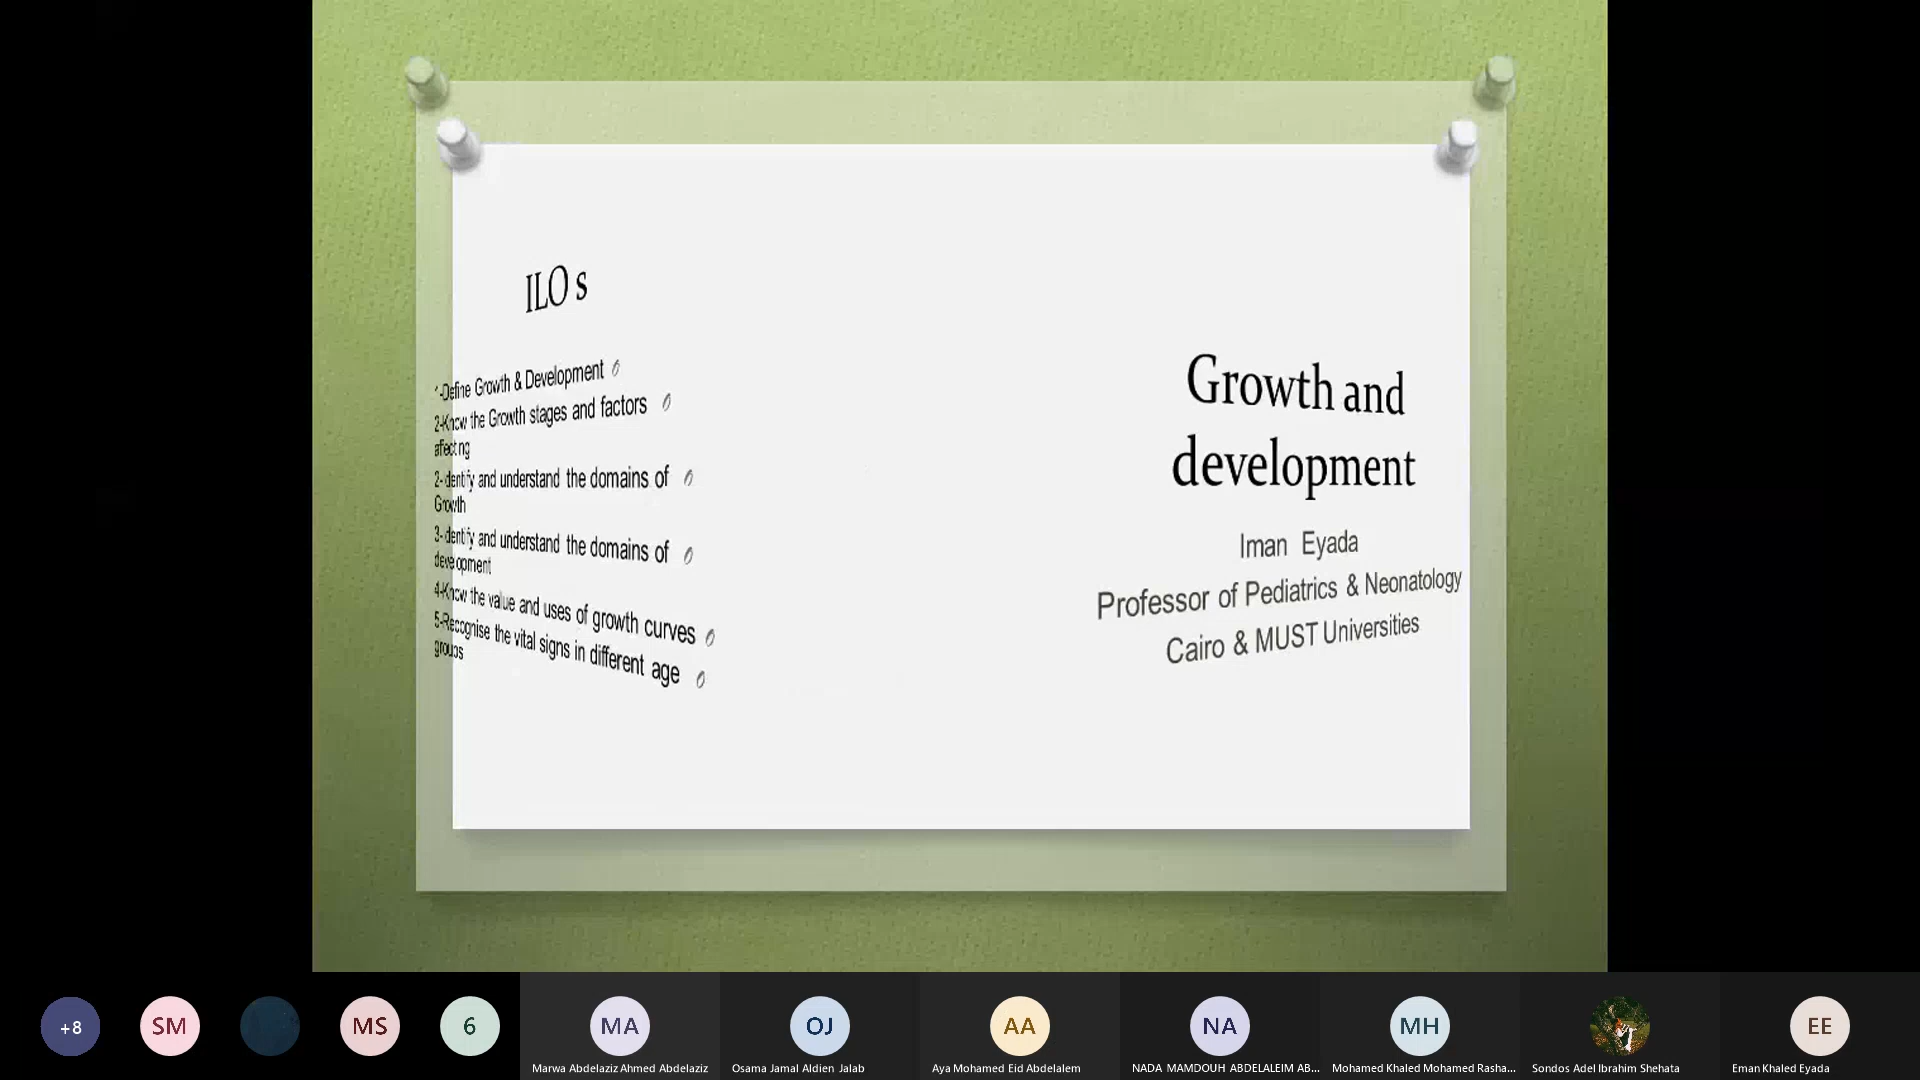 ILO s
1-Define Growth & Development
2-Know the Growth stages and factors
affecting
2-identify and understand the domains of
Growth
3-identify and understand the domains of
development
4-Know the value and uses of growth curves
5-Recognise the vital signs in different age
groups
Growth and
development
Iman Eyada
Professor of Pediatrics & Neonatology
Cairo & MUST Universities
+8
SM
MS
6
MA
OJ
AA
NA
MH
EE
Marwa Abdelaziz Ahmed Abdelaziz
Osama Jamal Aldien Jalab
Aya Mohamed Eid Abdelalem
NADA MAMDOUH ABDELALEIM AB...
Mohamed Khaled Mohamed Rasha...
Sondos Adel Ibrahim Shehata
Eman Khaled Eyada